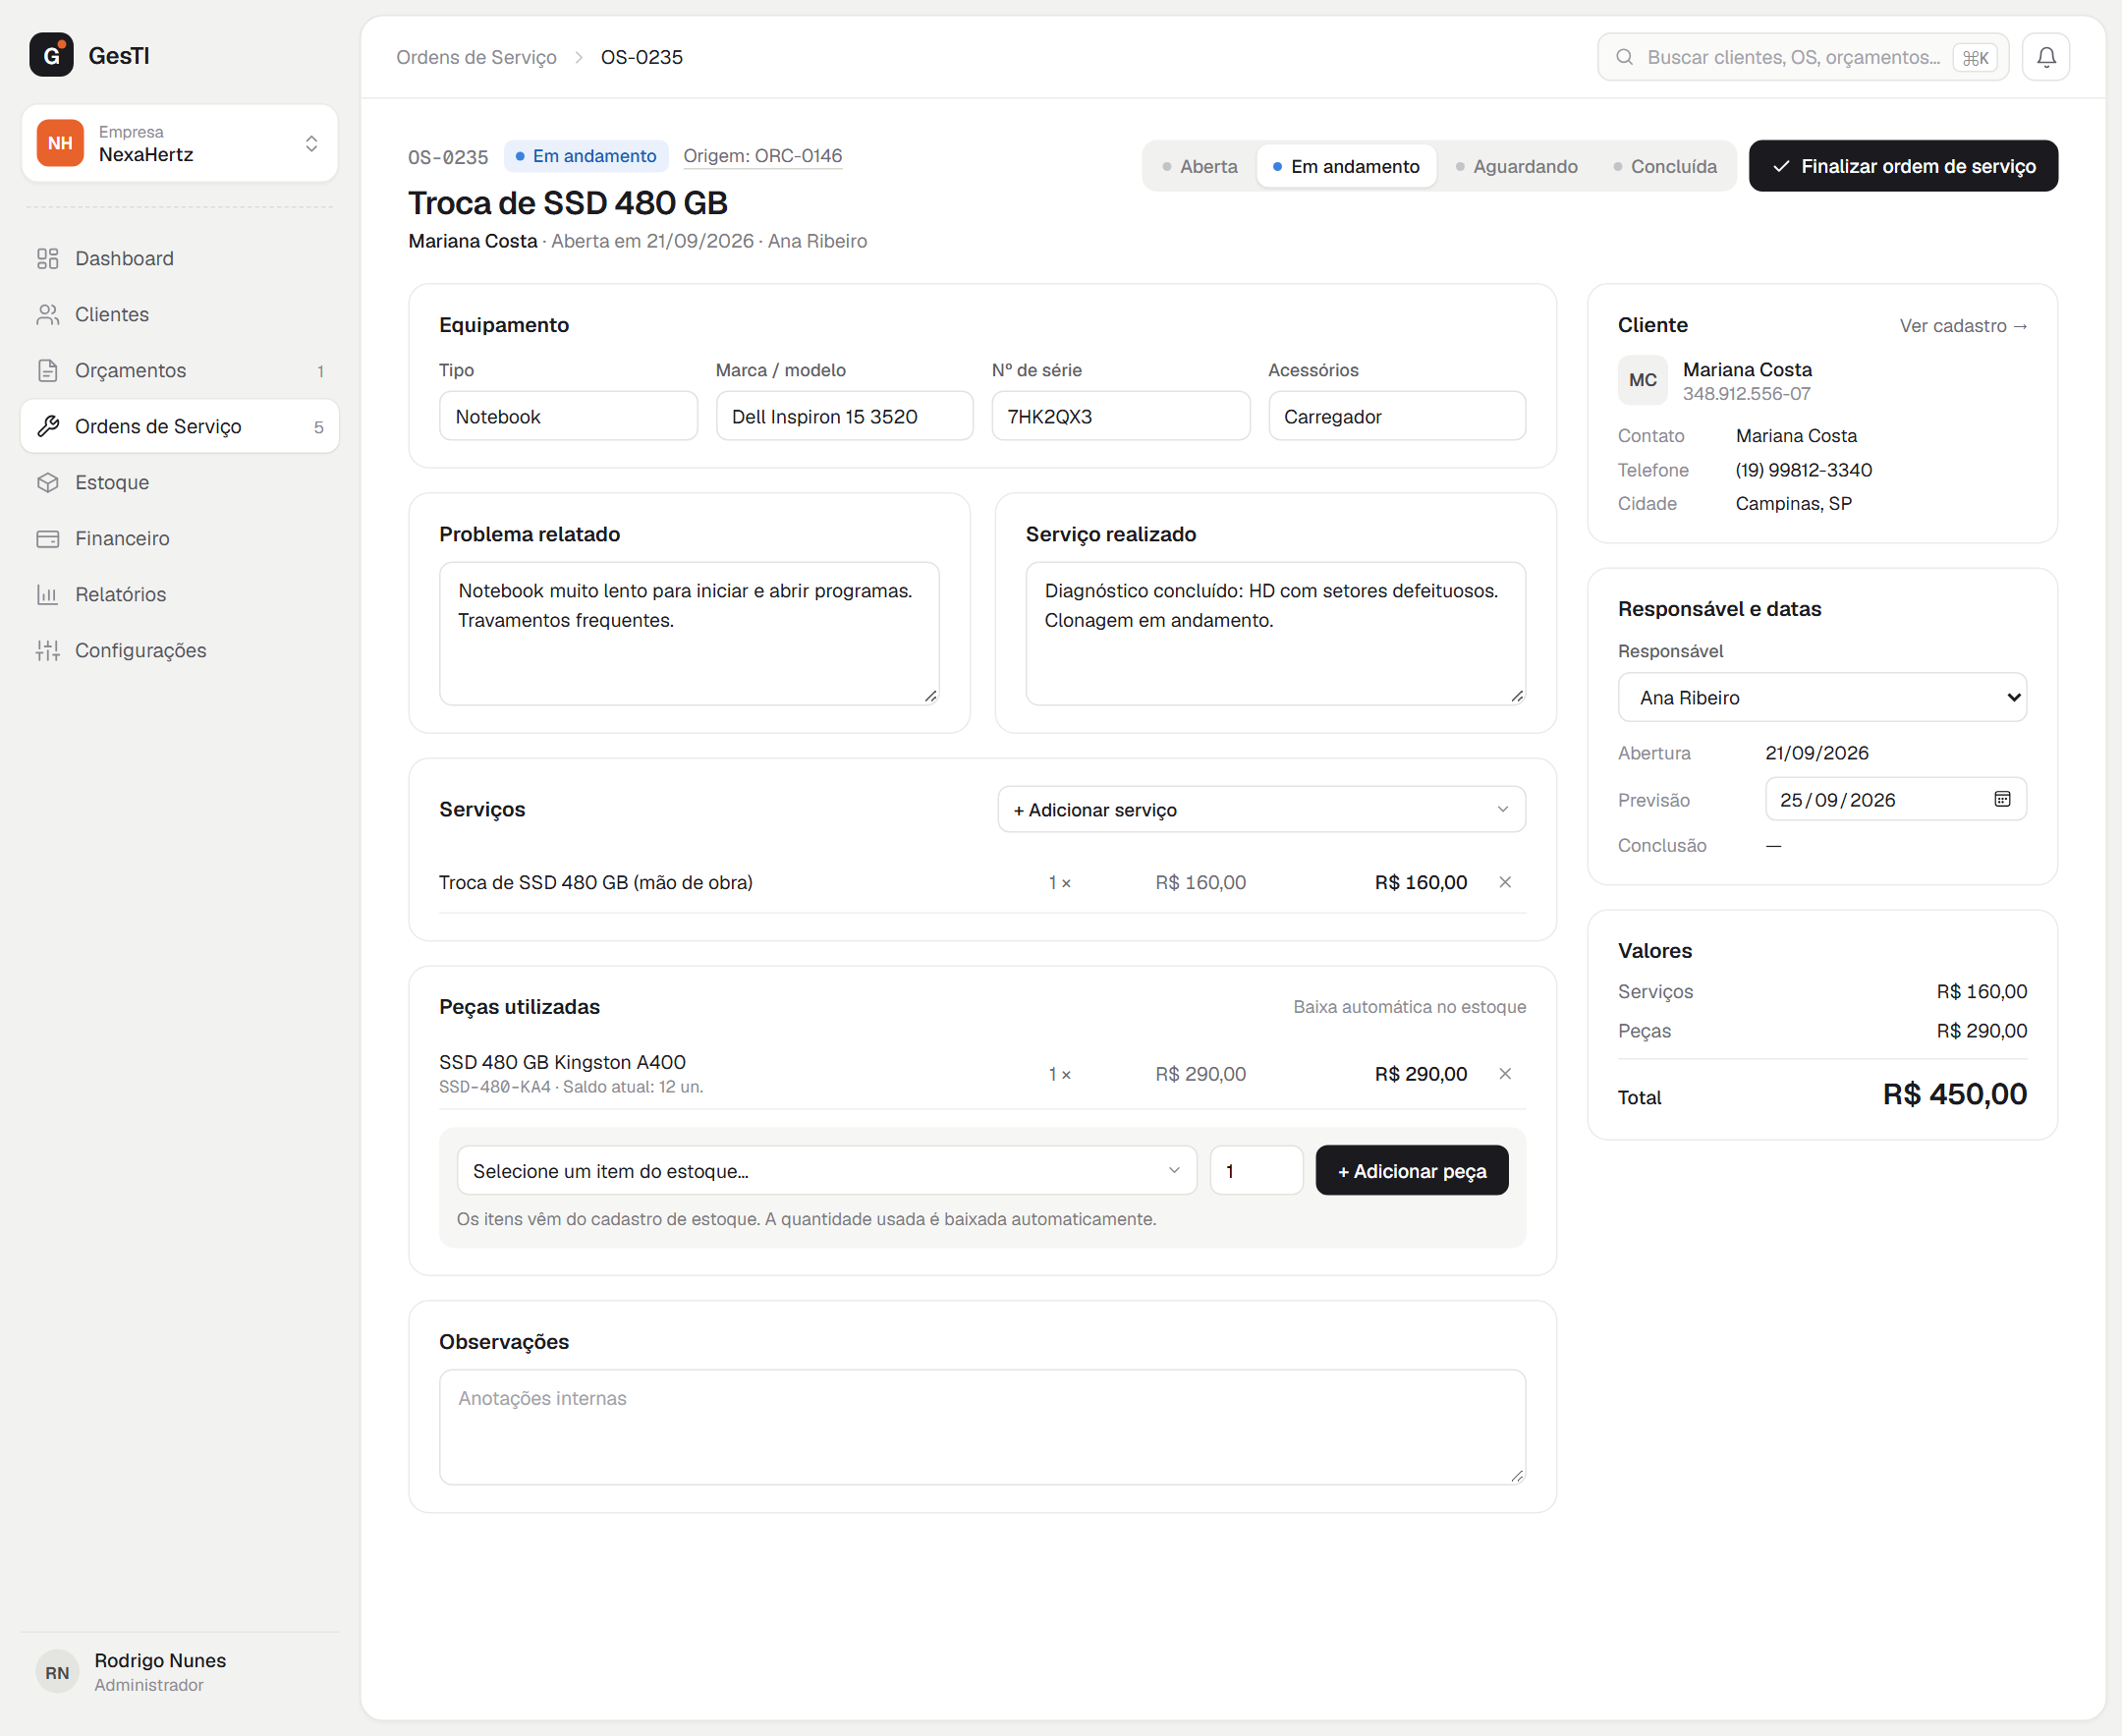 G GesTI
NH Empresa
NexaHertz
Dashboard
Clientes
Orçamentos 1
Ordens de Serviço 5
Estoque
Financeiro
Relatórios
Configurações
RN Rodrigo Nunes
Administrador
Ordens de Serviço > OS-0235
Buscar clientes, OS, orçamentos... ⌘K
OS-0235 Em andamento Origem: ORC-0146
Troca de SSD 480 GB
Mariana Costa · Aberta em 21/09/2026 · Ana Ribeiro
Aberta Em andamento Aguardando Concluída
Finalizar ordem de serviço
Equipamento
Tipo Marca / modelo Nº de série Acessórios
Notebook Dell Inspiron 15 3520 7HK2QX3 Carregador
Problema relatado
Notebook muito lento para iniciar e abrir programas.
Travamentos frequentes.
Serviço realizado
Diagnóstico concluído: HD com setores defeituosos.
Clonagem em andamento.
Serviços + Adicionar serviço
Troca de SSD 480 GB (mão de obra) 1 × R$ 160,00 R$ 160,00 ×
Peças utilizadas Baixa automática no estoque
SSD 480 GB Kingston A400 1 × R$ 290,00 R$ 290,00 ×
SSD-480-KA4 · Saldo atual: 12 un.
Selecione um item do estoque... 1 + Adicionar peça
Os itens vêm do cadastro de estoque. A quantidade usada é baixada automaticamente.
Observações
Anotações internas
Cliente Ver cadastro →
MC Mariana Costa
348.912.556-07
Contato Mariana Costa
Telefone (19) 99812-3340
Cidade Campinas, SP
Responsável e datas
Responsável
Ana Ribeiro
Abertura 21/09/2026
Previsão 25/09/2026
Conclusão —
Valores
Serviços R$ 160,00
Peças R$ 290,00
Total R$ 450,00